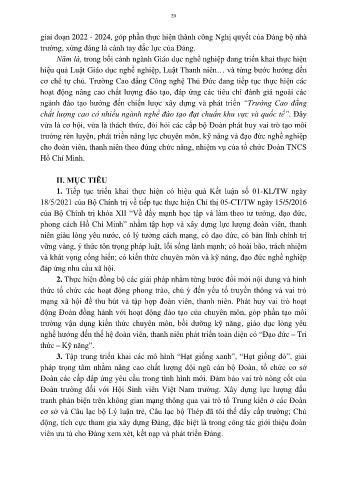 29
giai đoạn 2022 - 2024, góp phần thực hiện thành công Nghị quyết của Đảng bộ nhà
trường, xứng đáng là cánh tay đắc lực của Đảng.
Năm là, trong bối cảnh ngành Giáo dục nghề nghiệp đang triển khai thực hiện
hiệu quả Luật Giáo dục nghề nghiệp, Luật Thanh niên… và từng bước hướng đến
cơ chế tự chủ. Trường Cao đẳng Công nghệ Thủ Đức đang tiếp tục thực hiện các
hoạt động nâng cao chất lượng đào tạo, đáp ứng các tiêu chí đánh giá ngoài các
ngành đào tạo hướng đến chiến lược xây dựng và phát triển "Trường Cao đẳng
chất lượng cao có nhiều ngành nghề đào tạo đạt chuẩn khu vực và quốc tế". Đây
vừa là cơ hội, vừa là thách thức, đòi hỏi các cấp bộ Đoàn phát huy vai trò tạo môi
trường rèn luyện, phát triển năng lực chuyên môn, kỹ năng và đạo đức nghề nghiệp
cho đoàn viên, thanh niên theo đúng chức năng, nhiệm vụ của tổ chức Đoàn TNCS
Hồ Chí Minh.
II. MỤC TIÊU
1. Tiếp tục triển khai thực hiện có hiệu quả Kết luận số 01-KL/TW ngày
18/5/2021 của Bộ Chính trị về tiếp tục thực hiện Chỉ thị 05-CT/TW ngày 15/5/2016
của Bộ Chính trị khóa XII "Về đẩy mạnh học tập và làm theo tư tưởng, đạo đức,
phong cách Hồ Chí Minh" nhằm tập hợp và xây dựng lực lượng đoàn viên, thanh
niên giàu lòng yêu nước, có lý tưởng cách mạng, có đạo đức, có bản lĩnh chính trị
vững vàng, ý thức tôn trọng pháp luật, lối sống lành mạnh; có hoài bão, trách nhiệm
và khát vọng cống hiến; có kiến thức chuyên môn và kỹ năng, đạo đức nghề nghiệp
đáp ứng nhu cầu xã hội.
2. Thực hiện đồng bộ các giải pháp nhằm từng bước đổi mới nội dung và hình
thức tổ chức các hoạt động phong trào, chú ý đến yếu tố truyền thống và vai trò
mạng xã hội để thu hút và tập hợp đoàn viên, thanh niên. Phát huy vai trò hoạt
động Đoàn đồng hành với hoạt động đào tạo của chuyên môn, góp phần tạo môi
trường vận dụng kiến thức chuyên môn, bồi dưỡng kỹ năng, giáo dục lòng yêu
nghề hướng đến thế hệ đoàn viên, thanh niên phát triển toàn diện có "Đạo đức – Tri
thức – Kỹ năng".
3. Tập trung triển khai các mô hình "Hạt giống xanh", "Hạt giống đỏ", giải
pháp trọng tâm nhằm nâng cao chất lượng đội ngũ cán bộ Đoàn, tổ chức cơ sở
Đoàn các cấp đáp ứng yêu cầu trong tình hình mới. Đảm bảo vai trò nòng cốt của
Đoàn trường đối với Hội Sinh viên Việt Nam trường. Xây dựng lực lượng đấu
tranh phản biện trên không gian mạng thông qua vai trò tổ Trung kiên ở các Đoàn
cơ sở và Câu lạc bộ Lý luận trẻ, Câu lạc bộ Thép đã tôi thế đấy cấp trường; Chủ
động, tích cực tham gia xây dựng Đảng, đặc biệt là trong công tác giới thiệu đoàn
viên ưu tú cho Đảng xem xét, kết nạp và phát triển Đảng.